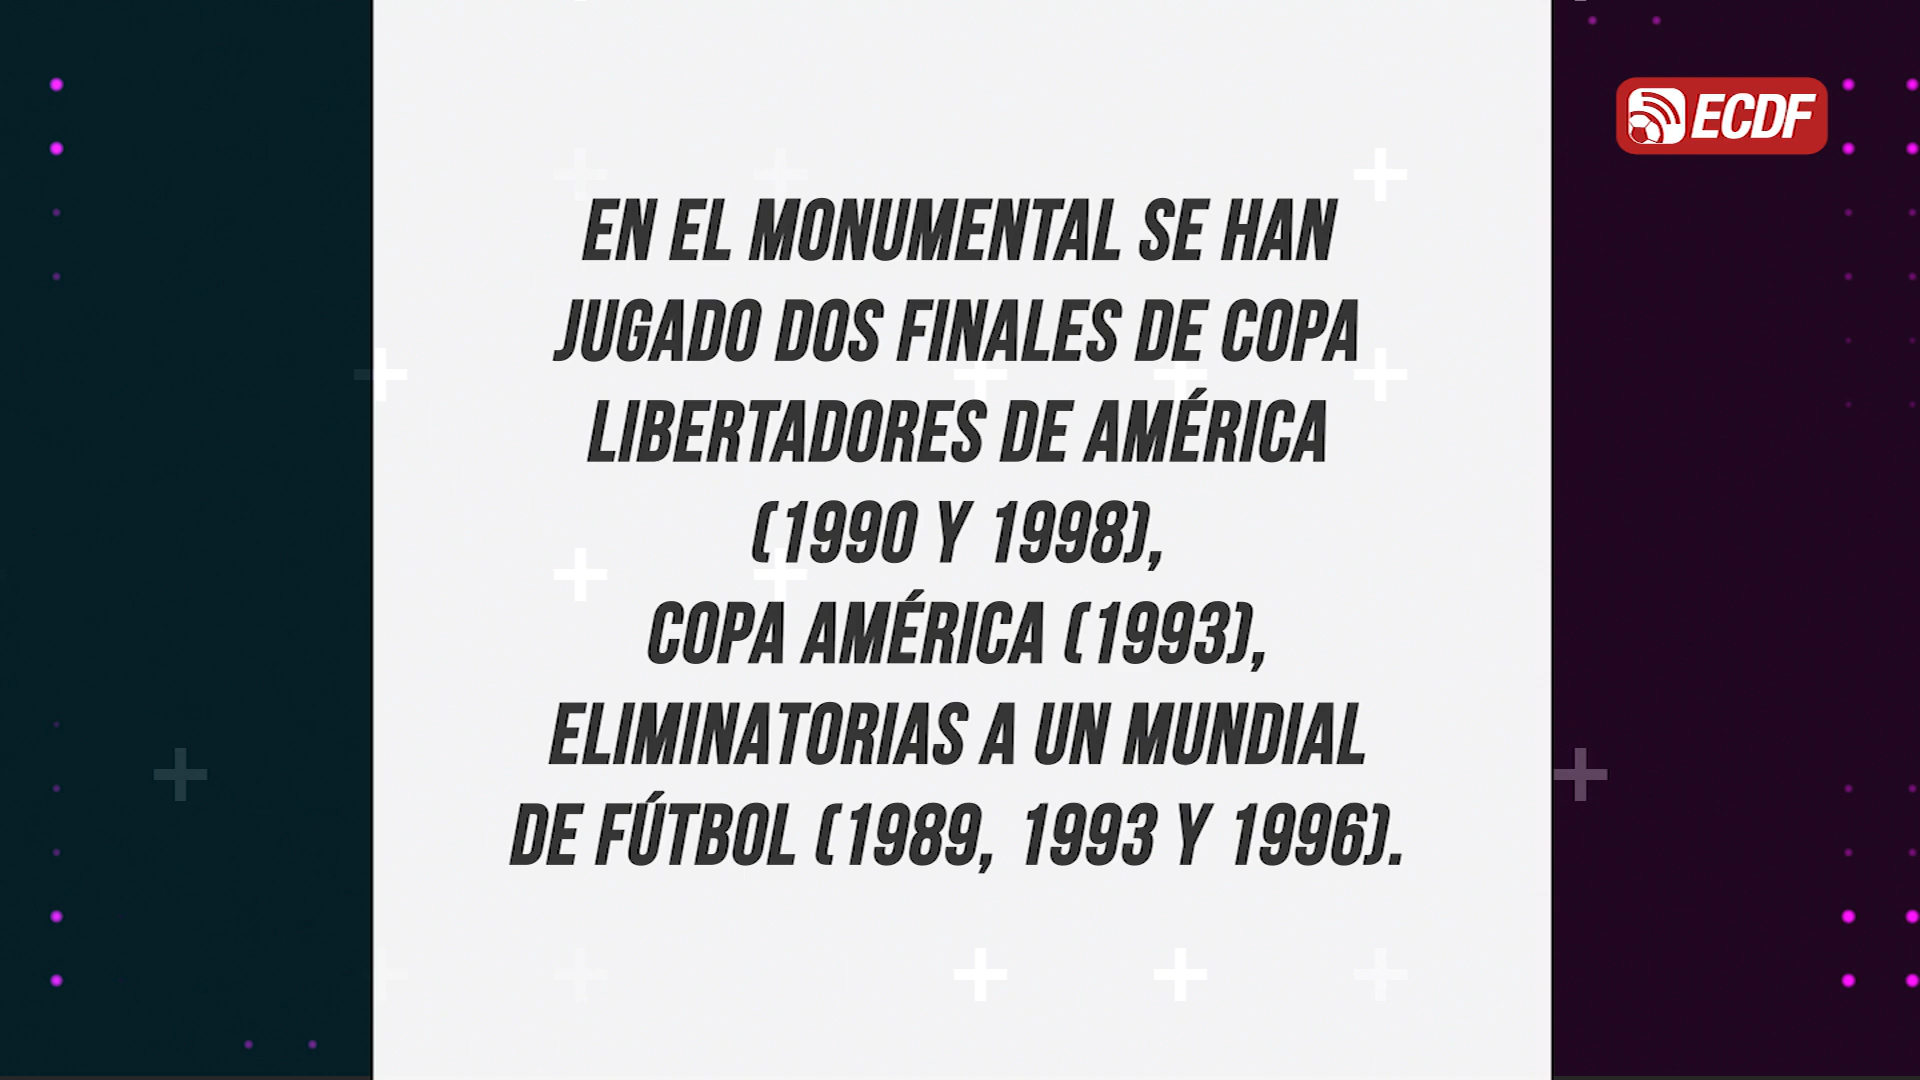 ECDF
EN EL MONUMENTAL SE HAN
JUGADO DOS FINALES DE COPA
LIBERTADORES DE AMÉRICA
(1990 Y 1998),
COPA AMÉRICA (1993),
ELIMINATORIAS A UN MUNDIAL
DE FÚTBOL (1989, 1993 Y 1996).